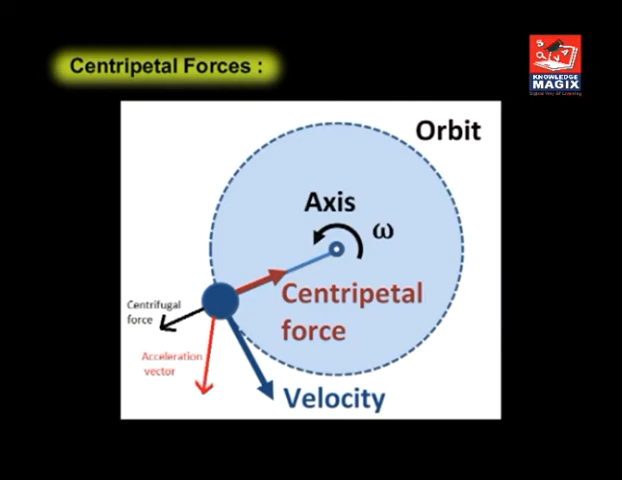 Centripetal Forces :
KNOWLEDGE
MAGIX
Orbit
Axis
ω
Centripetal
force
Centrifugal
force
Acceleration
vector
Velocity